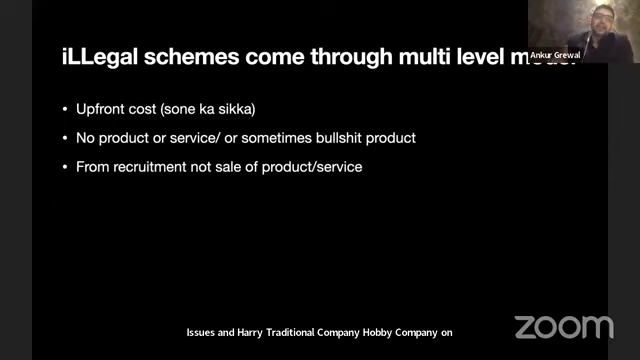 iLLegal schemes come through multi level
Ankur Grewal
• Upfront cost (sone ka sikka)
• No product or service/ or sometimes bullshit product
• From recruitment not sale of product/service
Issues and Harry Traditional Company Hobby Company on
zoom